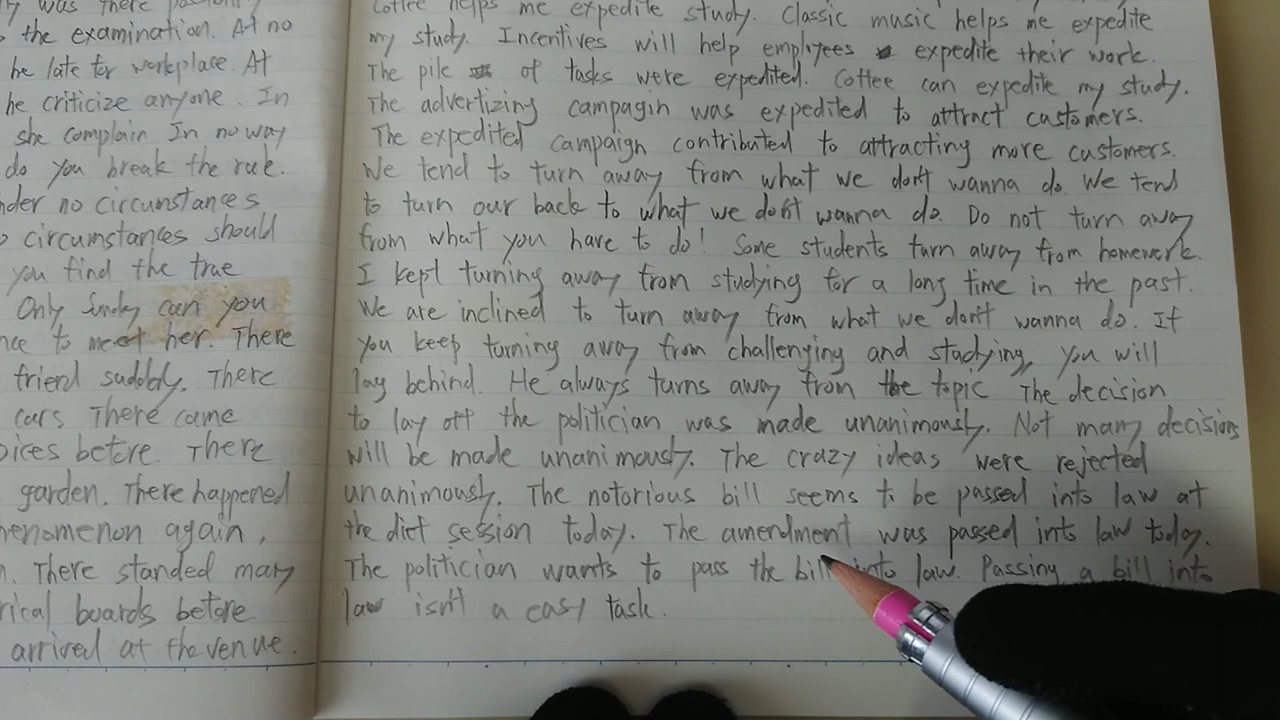 was there
the examination. At no
he late for workplace. At
he criticize anyone. In
she complain. In no way
do you break the rule.
nder no circumstances
circumstances should
you find the true
Only Sunday can you
nce to meet her. There
friend suddbly. There
cars There came
oices before. There
garden. There happened
henomenon again,
. There standed many
rical boards before
arrived at the venue.
Coffee helps me expedite study. Classic music helps me expedite
my study. Incentives will help employees expedite their work.
The pile of tasks were expedited. Coffee can expedite my study.
The advertizing campagin was expedited to attract customers.
The expedited campaign contributed to attracting more customers.
We tend to turn away from what we don't wanna do. We tend
to turn our back to what we don't wanna do. Do not turn away
from what you have to do! Some students turn away from homework.
I kept turning away from studying for a long time in the past.
We are inclined to turn away from what we don't wanna do. If
you keep turning away from challenging and studying, you will
lag behind. He always turns away from the topic. The decision
to lay off the politician was made unanimously. Not many decisions
will be made unanimously. The crazy ideas were rejected
unanimously. The notorious bill seems to be passed into law at
the diet session today. The amendment was passed into law today.
The politician wants to pass the bill into law. Passing a bill into
law isn't a easy task.